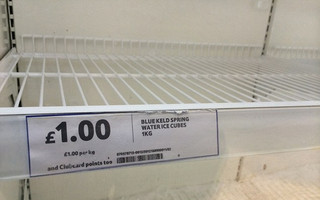 £1.00
BLUE KELD SPRING
WATER ICE CUBES
1KG
£1.00 per kg
and Clubcard points too